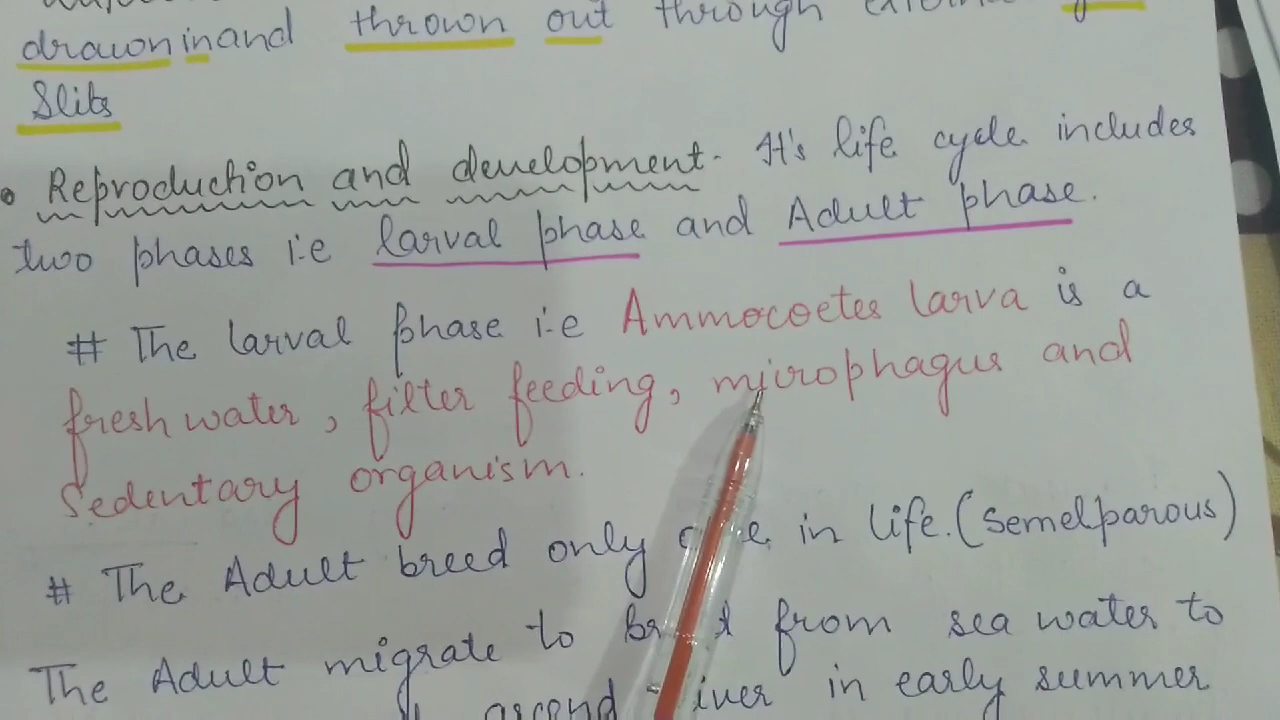 drawn in and thrown out through
Slits
• Reproduction and development. It's life cycle includes
two phases i.e larval phase and Adult phase.
# The larval phase i.e Ammocoetes larva is a
fresh water, filter feeding, mirophagus and
Sedentary organism.
# The Adult breed only in life. (Semelparous)
The Adult migrate to from sea water to
ascend in early summer